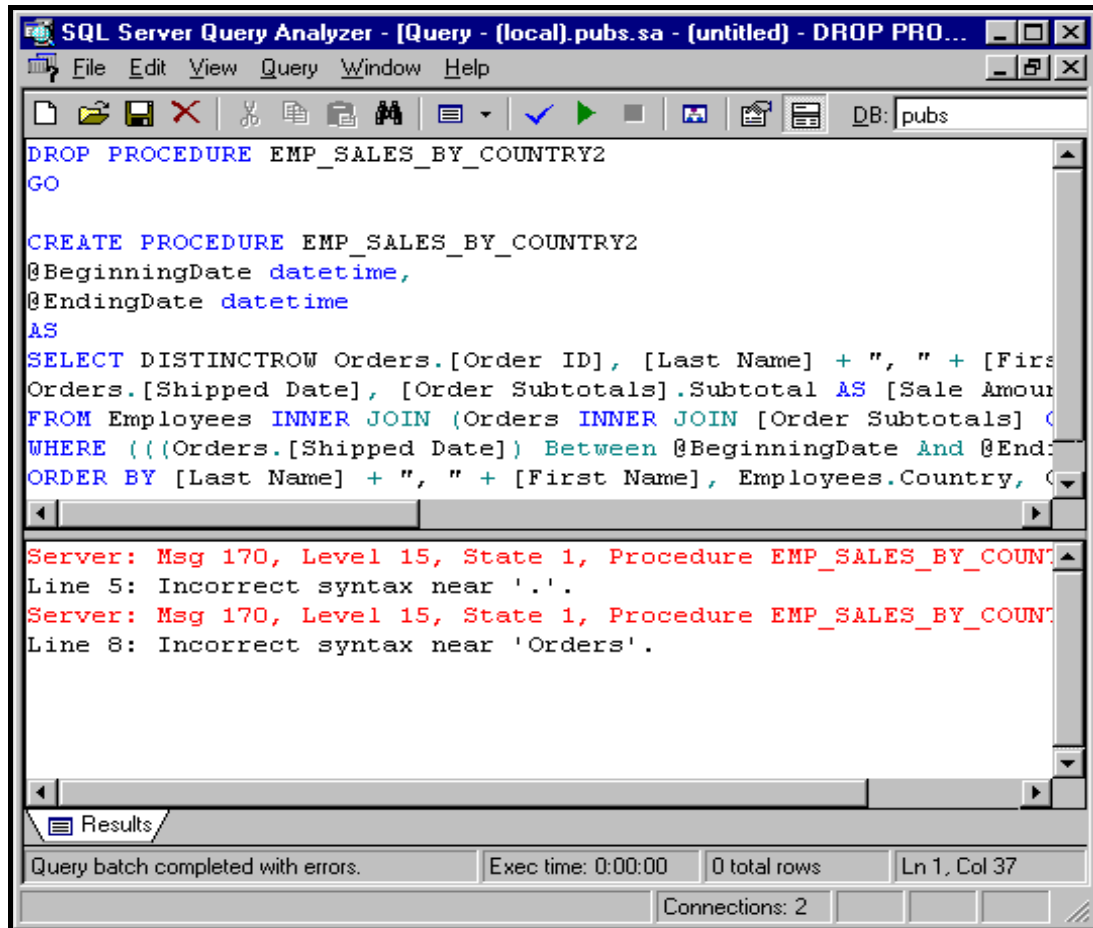 SQL Server Query Analyzer - [Query - (local).pubs.sa - (untitled) - DROP PRO...
File Edit View Query Window Help
DB: pubs
DROP PROCEDURE EMP_SALES_BY_COUNTRY2
GO
CREATE PROCEDURE EMP_SALES_BY_COUNTRY2
@BeginningDate datetime,
@EndingDate datetime
AS
SELECT DISTINCTROW Orders.[Order ID], [Last Name] + ", " + [Firs
Orders.[Shipped Date], [Order Subtotals].Subtotal AS [Sale Amoun
FROM Employees INNER JOIN (Orders INNER JOIN [Order Subtotals]
WHERE (((Orders.[Shipped Date]) Between @BeginningDate And @Endi
ORDER BY [Last Name] + ", " + [First Name], Employees.Country,
Server: Msg 170, Level 15, State 1, Procedure EMP_SALES_BY_COUNT
Line 5: Incorrect syntax near '.'.
Server: Msg 170, Level 15, State 1, Procedure EMP_SALES_BY_COUNT
Line 8: Incorrect syntax near 'Orders'.
Results
Query batch completed with errors. Exec time: 0:00:00 0 total rows Ln 1, Col 37
Connections: 2